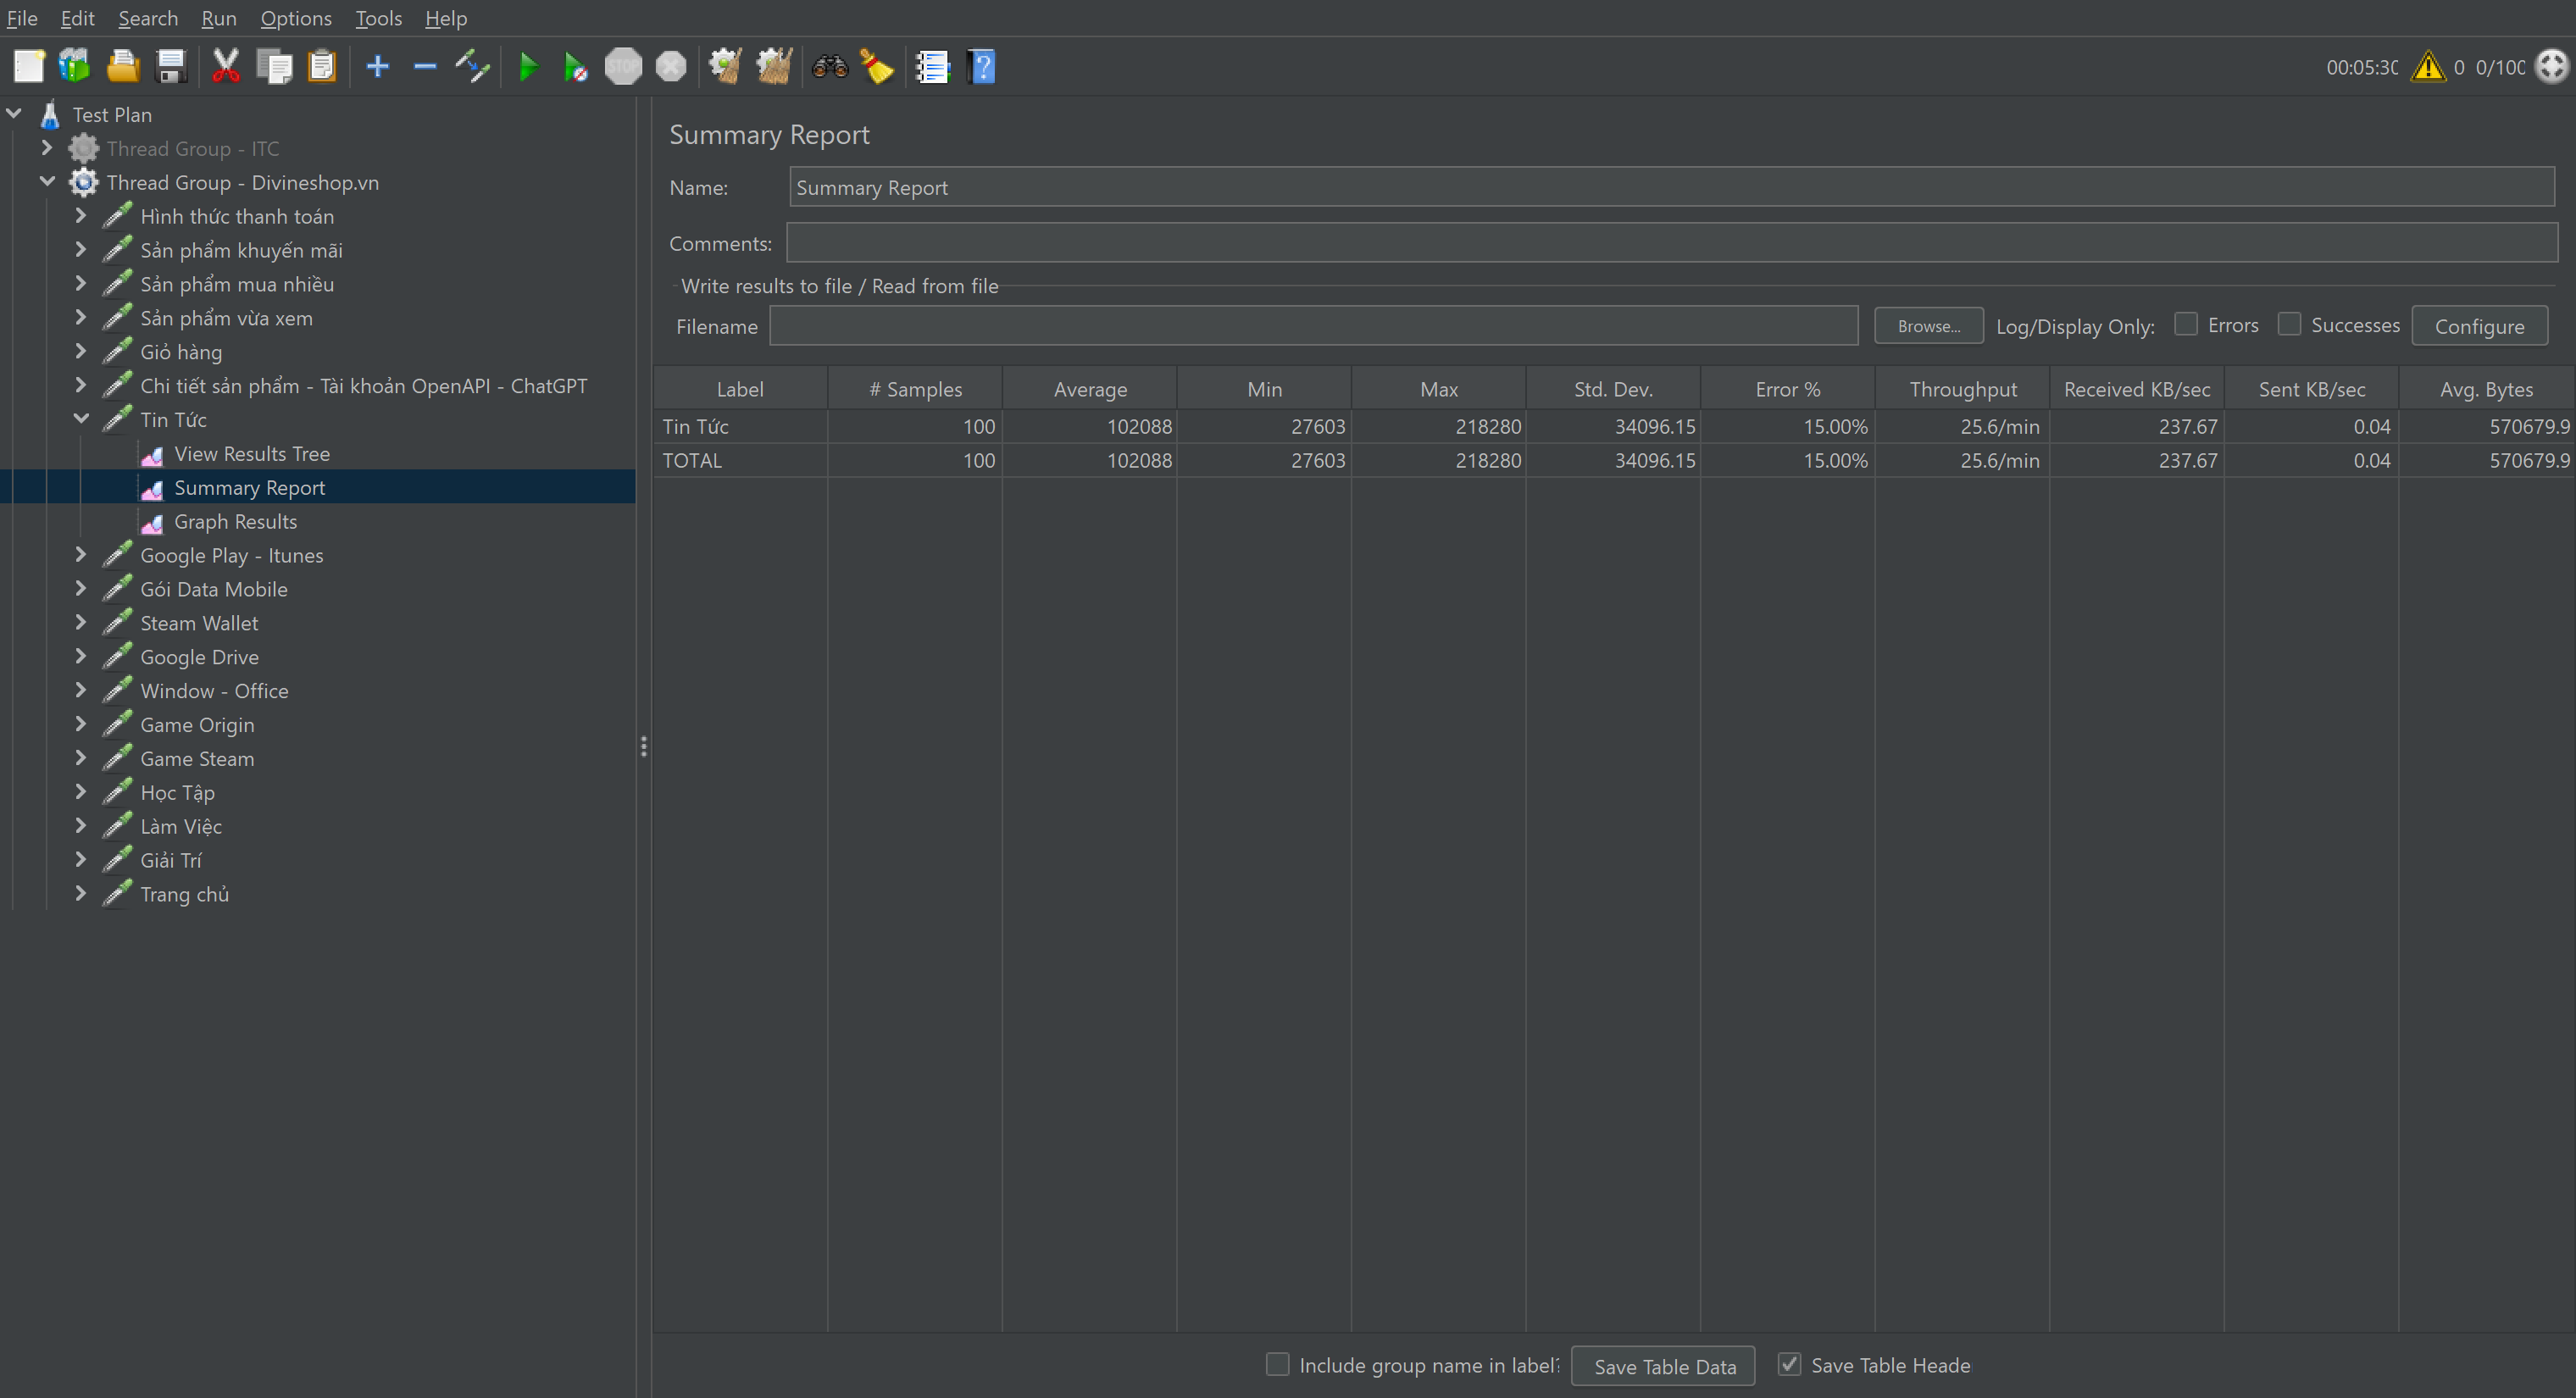 File Edit Search Run Options Tools Help
STOP
00:05:30 0 0/100
Test Plan
Thread Group - ITC
Thread Group - Divineshop.vn
Hình thức thanh toán
Sản phẩm khuyến mãi
Sản phẩm mua nhiều
Sản phẩm vừa xem
Giỏ hàng
Chi tiết sản phẩm - Tài khoản OpenAPI - ChatGPT
Tin Tức
View Results Tree
Summary Report
Graph Results
Google Play - Itunes
Gói Data Mobile
Steam Wallet
Google Drive
Window - Office
Game Origin
Game Steam
Học Tập
Làm Việc
Giải Trí
Trang chủ
Summary Report
Name: Summary Report
Comments:
Write results to file / Read from file
Filename Browse... Log/Display Only: Errors Successes Configure
Label # Samples Average Min Max Std. Dev. Error % Throughput Received KB/sec Sent KB/sec Avg. Bytes
Tin Tức 100 102088 27603 218280 34096.15 15.00% 25.6/min 237.67 0.04 570679.9
TOTAL 100 102088 27603 218280 34096.15 15.00% 25.6/min 237.67 0.04 570679.9
Include group name in label? Save Table Data Save Table Heade